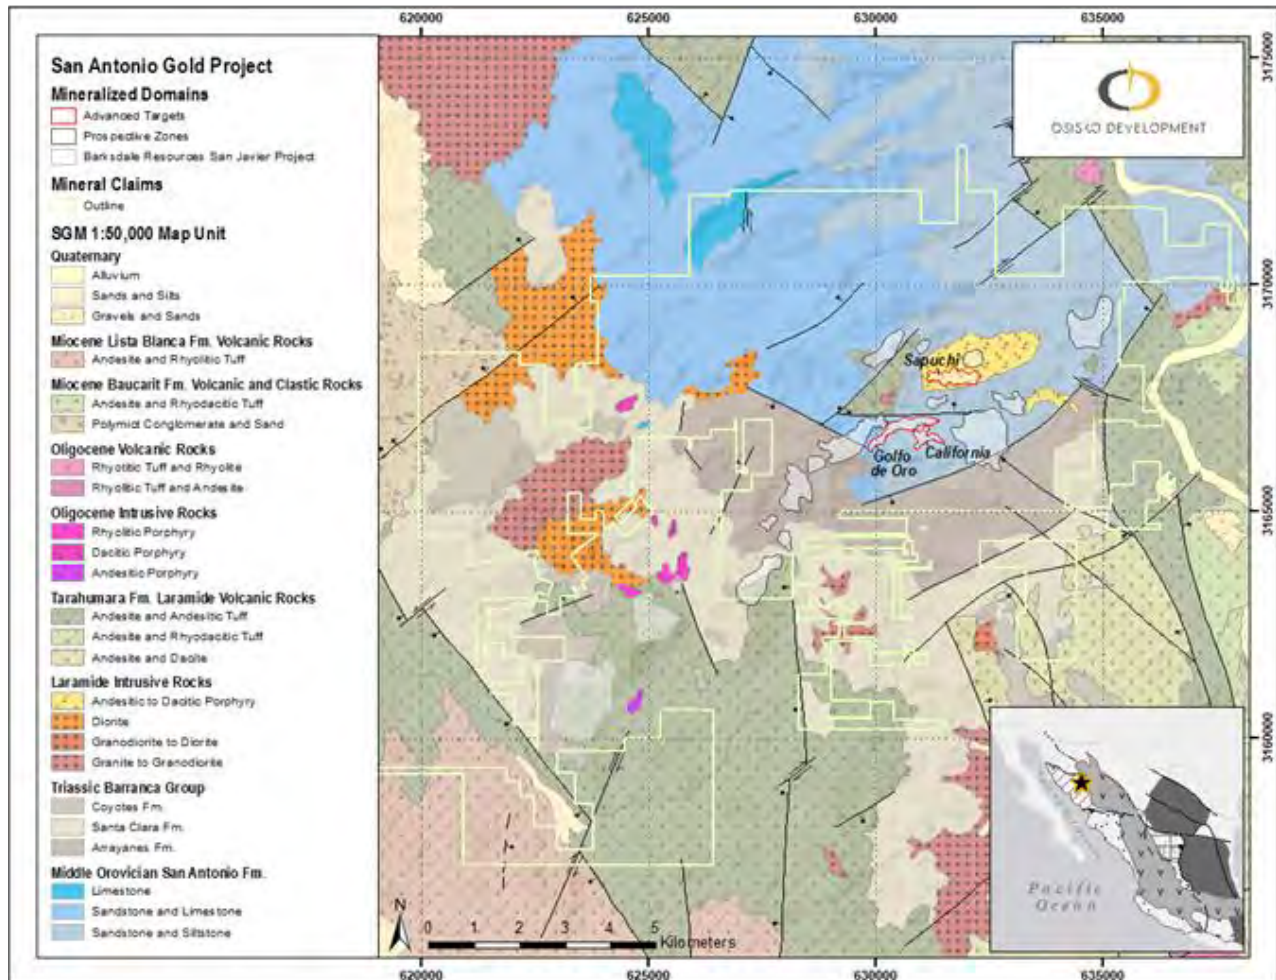 620000 625000 630000 635000
San Antonio Gold Project
Mineralized Domains
Advanced Targets
Prospective Zones
Barksdale Resources San Javier Project
Mineral Claims
Outline
SGM 1:50,000 Map Unit
Quaternary
Alluvium
Sands and Silts
Gravels and Sands
Miocene Lista Blanca Fm. Volcanic Rocks
Andesite and Rhyolitic Tuff
Miocene Baucarit Fm. Volcanic and Clastic Rocks
Andesite and Rhyodacitic Tuff
Polymict Conglomerate and Sand
Oligocene Volcanic Rocks
Rhyolitic Tuff and Rhyolite
Rhyolitic Tuff and Andesite
Oligocene Intrusive Rocks
Rhyolitic Porphyry
Dacitic Porphyry
Andesitic Porphyry
Tarahumara Fm. Laramide Volcanic Rocks
Andesite and Andesitic Tuff
Andesite and Rhyodacitic Tuff
Andesite and Dacite
Laramide Intrusive Rocks
Andesitic to Dacitic Porphyry
Diorite
Granodiorite to Diorite
Granite to Granodiorite
Triassic Barranca Group
Coyotes Fm.
Santa Clara Fm.
Arrayanes Fm.
Middle Orovician San Antonio Fm.
Limestone
Sandstone and Limestone
Sandstone and Siltstone
OSISKO DEVELOPMENT
Sapuchi
Golfo
de Oro
California
3175000
3170000
3165000
3160000
N
0 1 2 3 4 5
Kilometers
Pacific
Ocean
620000 625000 630000 635000